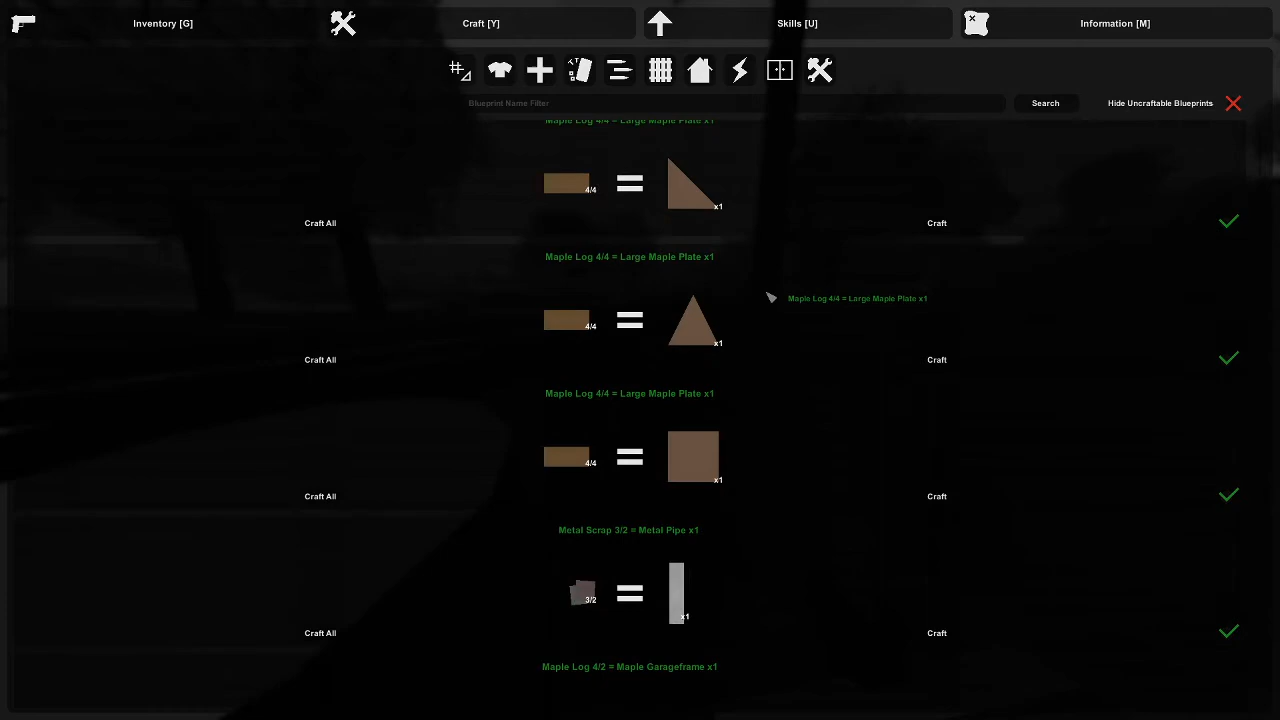 Inventory [G]
Craft [Y]
Skills [U]
Information [M]
Blueprint Name Filter
Search
Hide Uncraftable Blueprints
Maple Log 4/4 = Large Maple Plate x1
4/4
x1
Craft All
Craft
Maple Log 4/4 = Large Maple Plate x1
Maple Log 4/4 = Large Maple Plate x1
4/4
x1
Craft All
Craft
Maple Log 4/4 = Large Maple Plate x1
4/4
x1
Craft All
Craft
Metal Scrap 3/2 = Metal Pipe x1
3/2
x1
Craft All
Craft
Maple Log 4/2 = Maple Garageframe x1